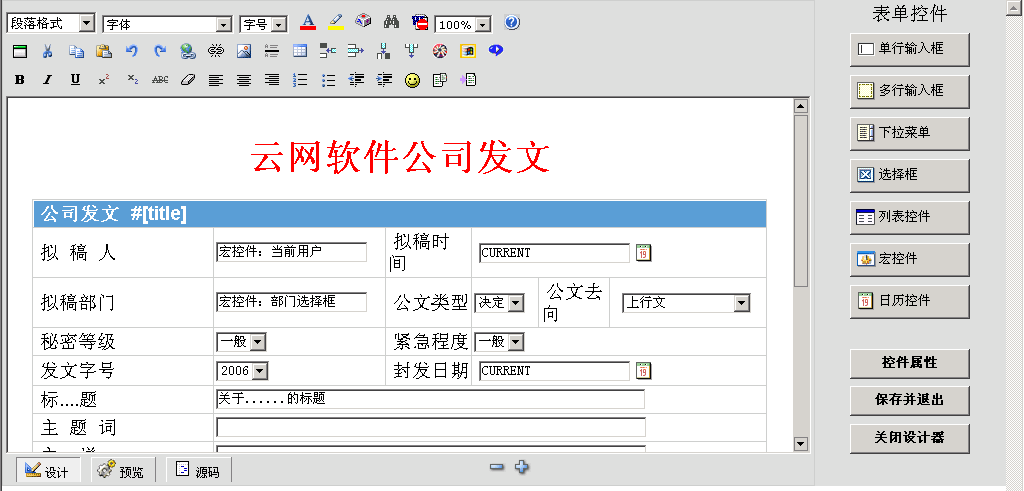 段落格式 字体 字号 100%
B I U x² x₂ ABC
云网软件公司发文
公司发文 #[title]
拟 稿 人 宏控件：当前用户 拟稿时间 CURRENT 19
拟稿部门 宏控件：部门选择框 公文类型 决定 公文去向 上行文
秘密等级 一般 紧急程度 一般
发文字号 2006 封发日期 CURRENT 19
标....题 关于......的标题
主 题 词
设计 预览 源码
表单控件
单行输入框
多行输入框
下拉菜单
选择框
列表控件
宏控件
19 日历控件
控件属性
保存并退出
关闭设计器